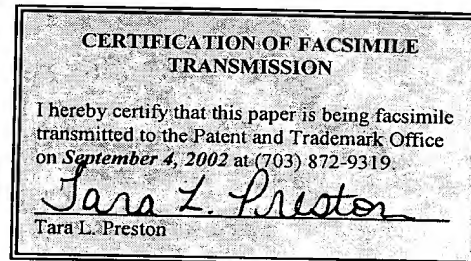 CERTIFICATION OF FACSIMILE
TRANSMISSION
I hereby certify that this paper is being facsimile
transmitted to the Patent and Trademark Office
on September 4, 2002 at (703) 872-9319.
Tara L. Preston
Tara L. Preston